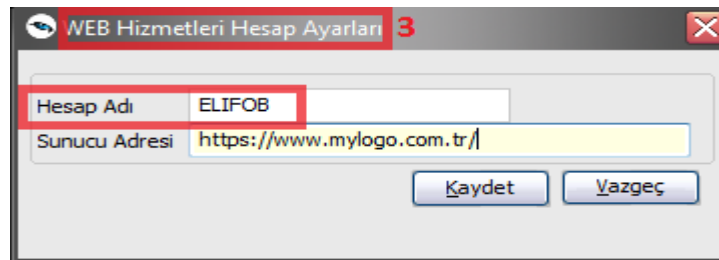 WEB Hizmetleri Hesap Ayarları 3
Hesap Adı ELIFOB
Sunucu Adresi https://www.mylogo.com.tr/
Kaydet Vazgeç